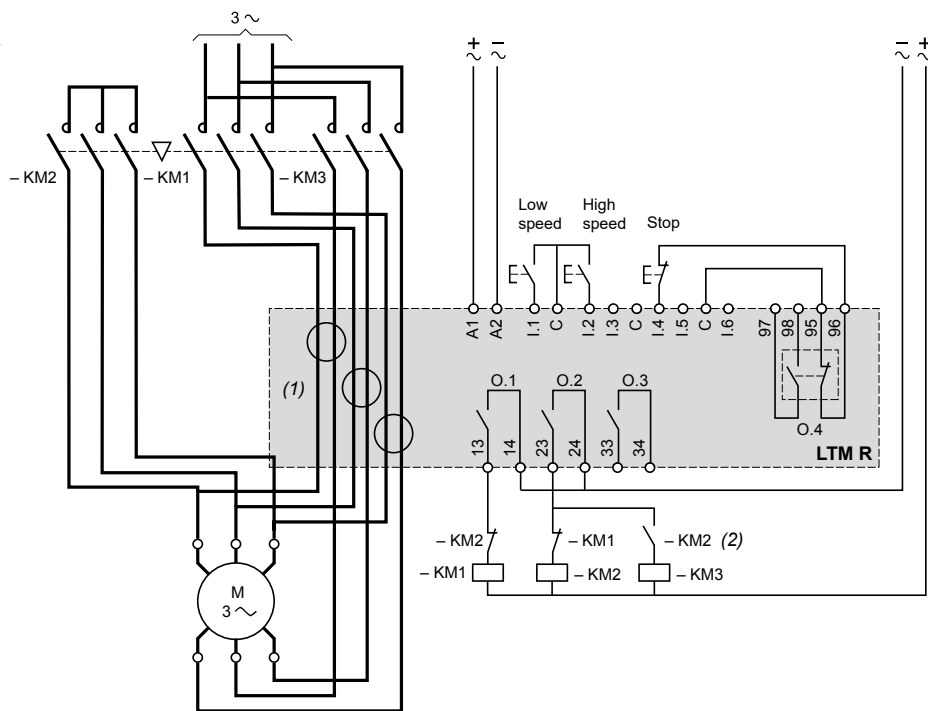 3 ~
+ ~
– ~
– ~
+ ~
– KM2
– KM1
– KM3
Low speed
High speed
Stop
A1
A2
I.1
C
I.2
I.3
C
I.4
I.5
C
I.6
97
98
95
96
(1)
O.1
O.2
O.3
O.4
13
14
23
24
33
34
LTM R
– KM2
– KM1
– KM2 (2)
– KM1
– KM2
– KM3
M
3 ~